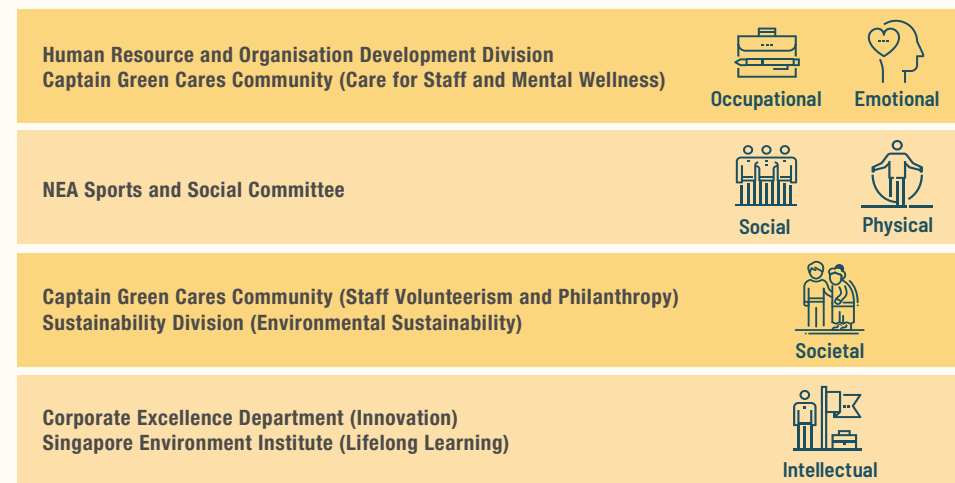 Human Resource and Organisation Development Division
Captain Green Cares Community (Care for Staff and Mental Wellness)
Occupational
Emotional
NEA Sports and Social Committee
Social
Physical
Captain Green Cares Community (Staff Volunteerism and Philanthropy)
Sustainability Division (Environmental Sustainability)
Societal
Corporate Excellence Department (Innovation)
Singapore Environment Institute (Lifelong Learning)
Intellectual